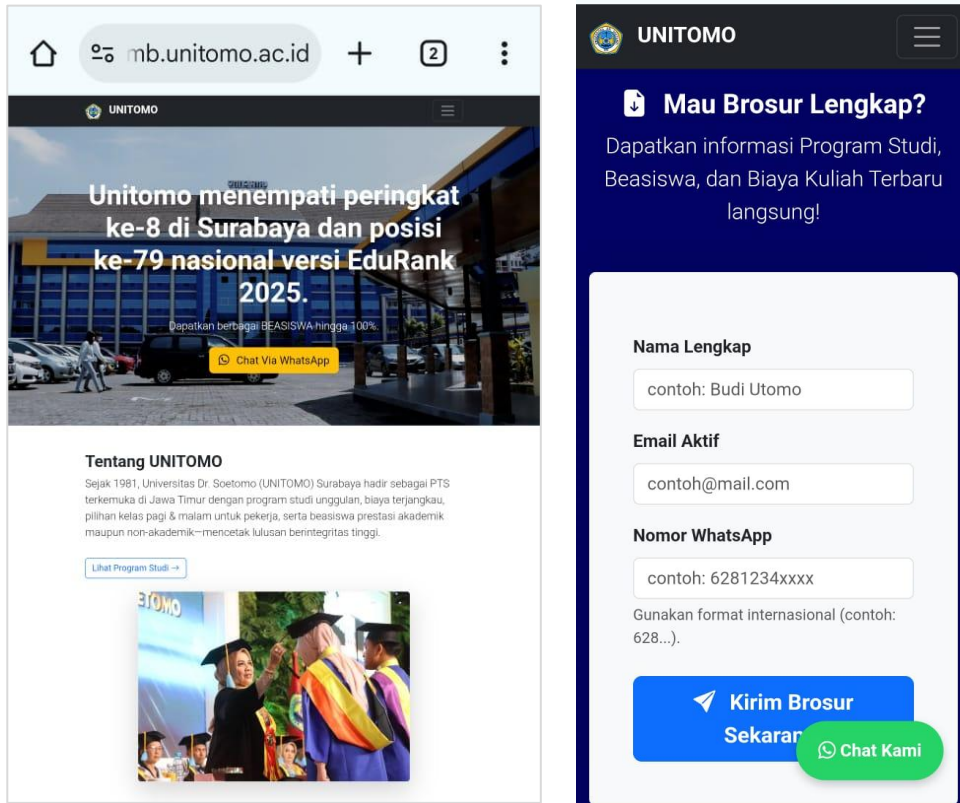 mb.unitomo.ac.id
2
UNITOMO
Unitomo menempati peringkat
ke-8 di Surabaya dan posisi
ke-79 nasional versi EduRank
2025.
Dapatkan berbagai BEASISWA hingga 100%.
Chat Via WhatsApp
Tentang UNITOMO
Sejak 1981, Universitas Dr. Soetomo (UNITOMO) Surabaya hadir sebagai PTS
terkemuka di Jawa Timur dengan program studi unggulan, biaya terjangkau,
pilihan kelas pagi & malam untuk pekerja, serta beasiswa prestasi akademik
maupun non-akademik—mencetak lulusan berintegritas tinggi.
Lihat Program Studi →
ETOMO
UNITOMO
Mau Brosur Lengkap?
Dapatkan informasi Program Studi,
Beasiswa, dan Biaya Kuliah Terbaru
langsung!
Nama Lengkap
contoh: Budi Utomo
Email Aktif
contoh@mail.com
Nomor WhatsApp
contoh: 6281234xxxx
Gunakan format internasional (contoh:
628...).
Kirim Brosur
Sekaran
Chat Kami